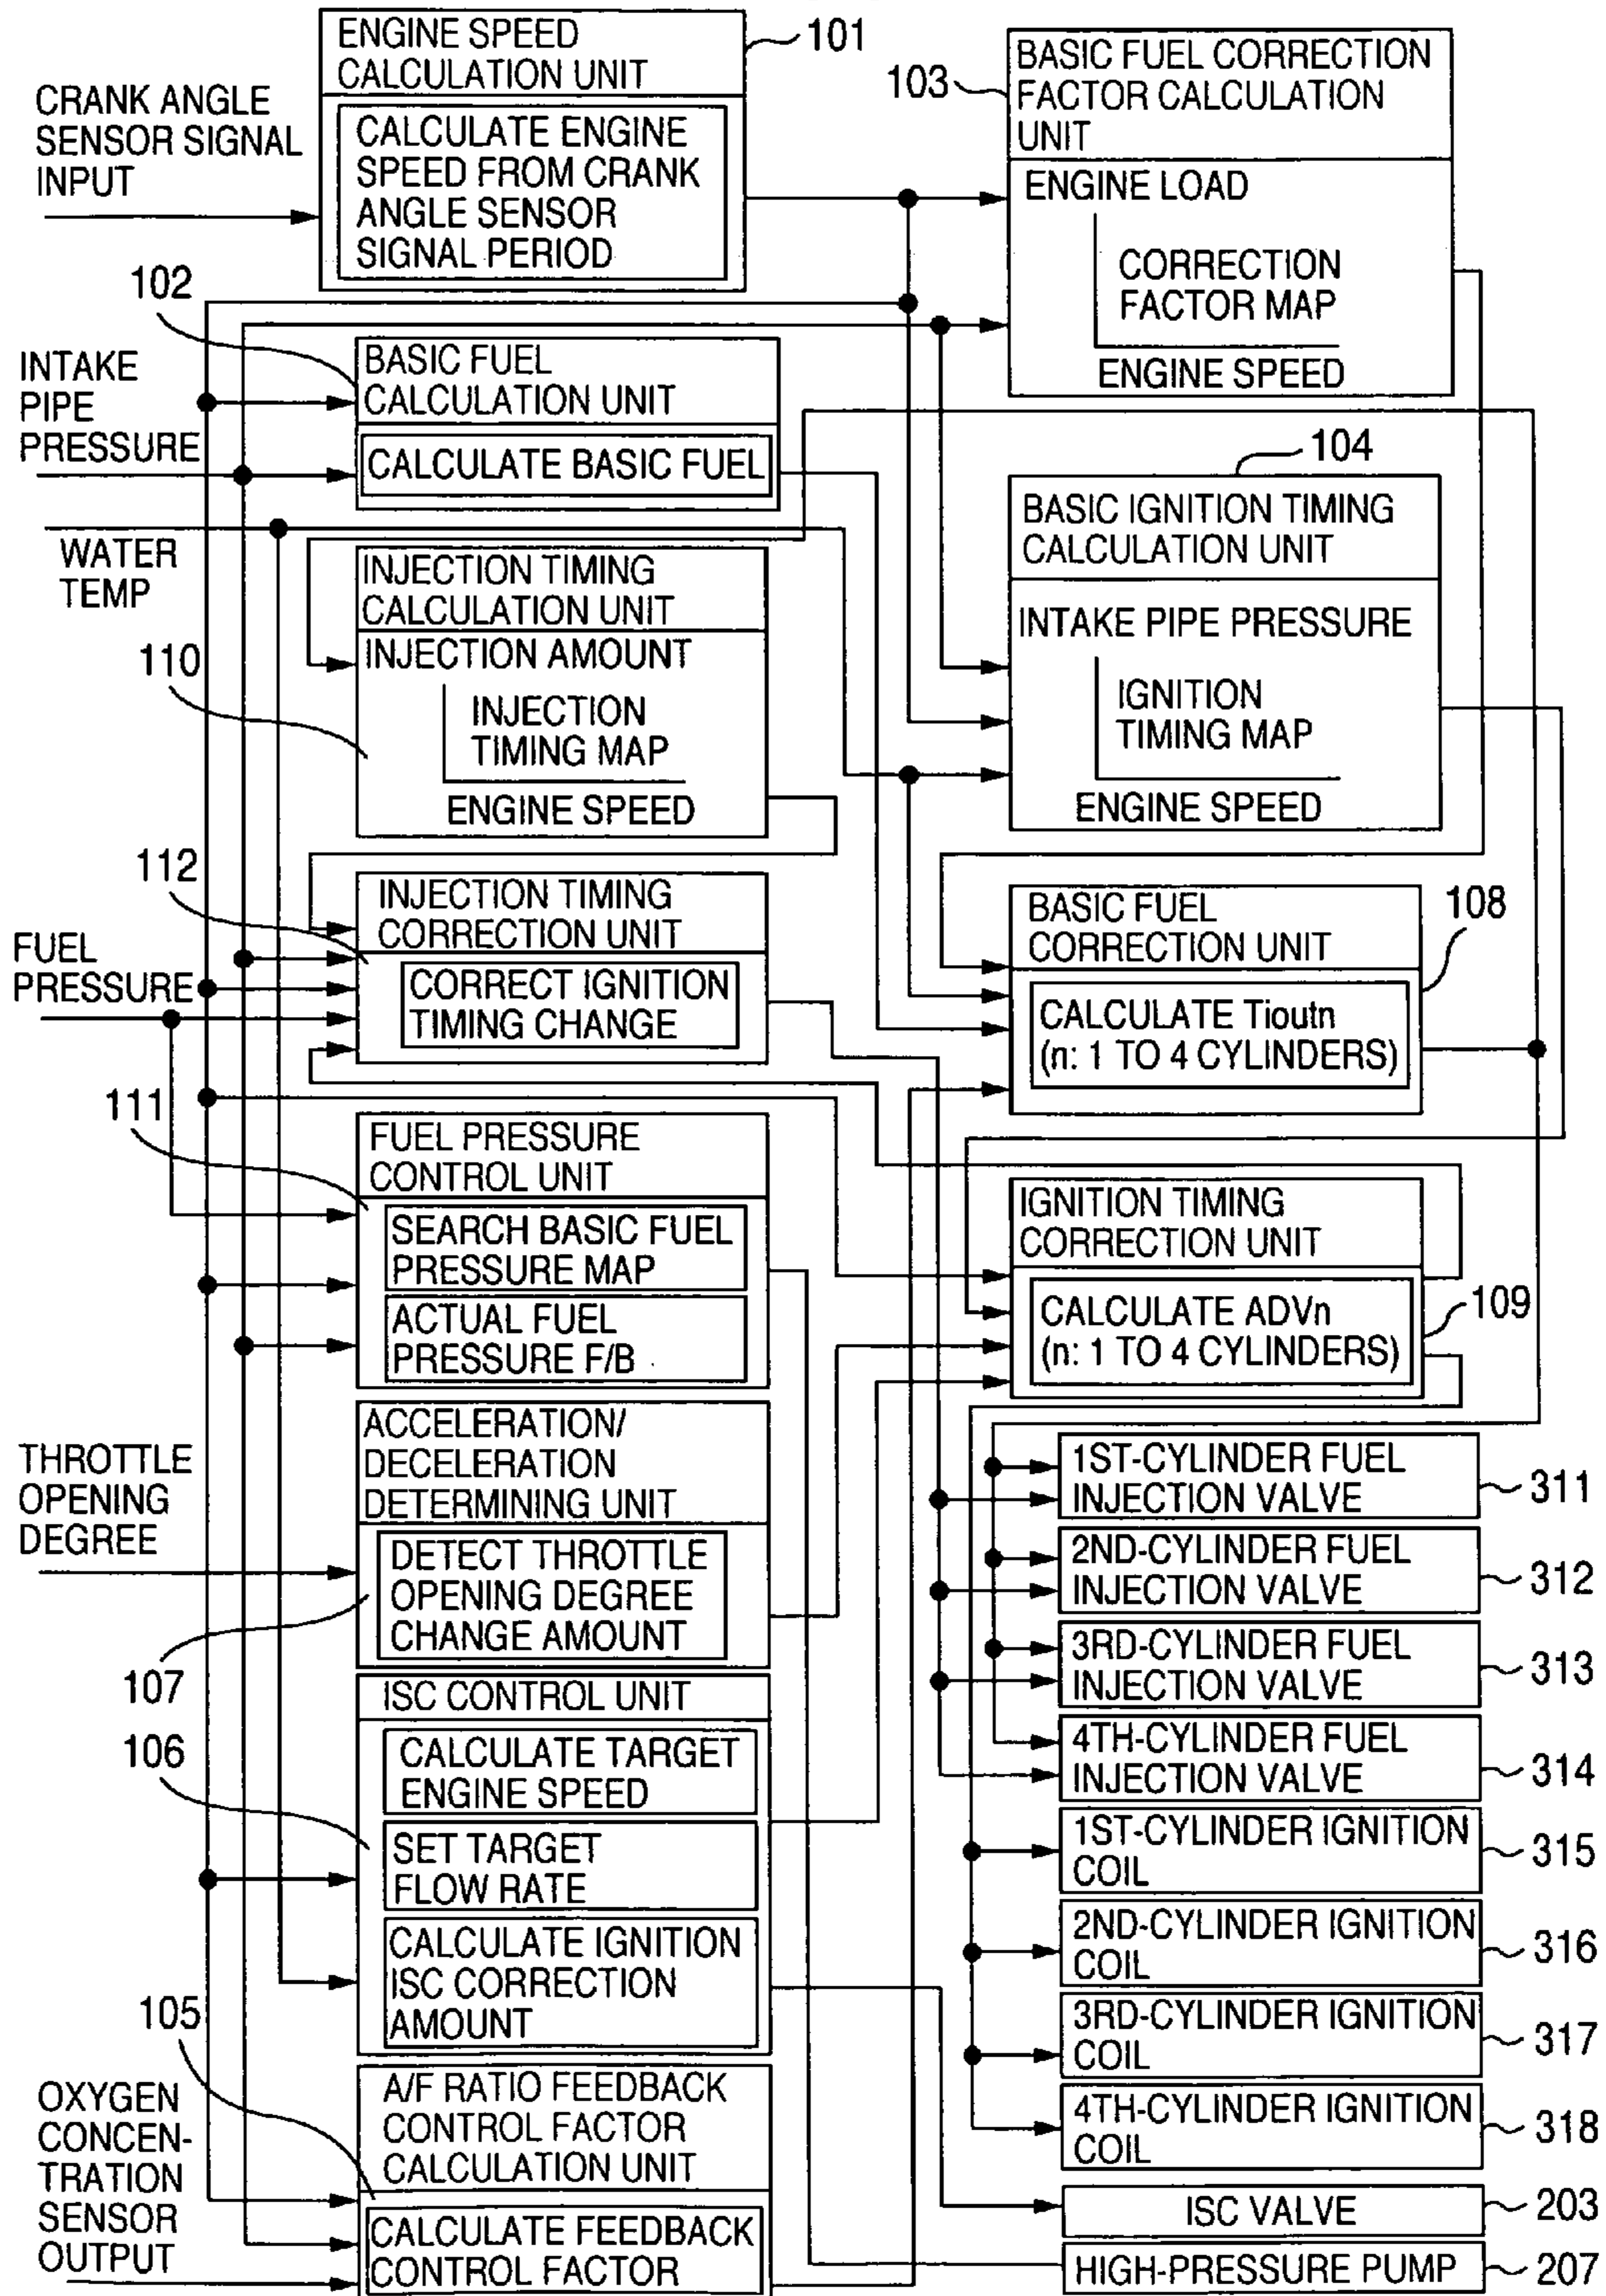 ENGINE SPEED
CALCULATION UNIT
101
CALCULATE ENGINE
SPEED FROM CRANK
ANGLE SENSOR
SIGNAL PERIOD
CRANK ANGLE
SENSOR SIGNAL
INPUT
103
BASIC FUEL CORRECTION
FACTOR CALCULATION
UNIT
ENGINE LOAD
CORRECTION
FACTOR MAP
ENGINE SPEED
102
INTAKE
PIPE
PRESSURE
BASIC FUEL
CALCULATION UNIT
CALCULATE BASIC FUEL
104
BASIC IGNITION TIMING
CALCULATION UNIT
INTAKE PIPE PRESSURE
IGNITION
TIMING MAP
ENGINE SPEED
WATER
TEMP
110
INJECTION TIMING
CALCULATION UNIT
INJECTION AMOUNT
INJECTION
TIMING MAP
ENGINE SPEED
112
FUEL
PRESSURE
INJECTION TIMING
CORRECTION UNIT
CORRECT IGNITION
TIMING CHANGE
108
BASIC FUEL
CORRECTION UNIT
CALCULATE Tioutn
(n: 1 TO 4 CYLINDERS)
111
FUEL PRESSURE
CONTROL UNIT
SEARCH BASIC FUEL
PRESSURE MAP
ACTUAL FUEL
PRESSURE F/B
IGNITION TIMING
CORRECTION UNIT
CALCULATE ADVn
(n: 1 TO 4 CYLINDERS)
109
THROTTLE
OPENING
DEGREE
ACCELERATION/
DECELERATION
DETERMINING UNIT
DETECT THROTTLE
OPENING DEGREE
CHANGE AMOUNT
107
1ST-CYLINDER FUEL
INJECTION VALVE
311
2ND-CYLINDER FUEL
INJECTION VALVE
312
3RD-CYLINDER FUEL
INJECTION VALVE
313
4TH-CYLINDER FUEL
INJECTION VALVE
314
106
ISC CONTROL UNIT
CALCULATE TARGET
ENGINE SPEED
SET TARGET
FLOW RATE
CALCULATE IGNITION
ISC CORRECTION
AMOUNT
1ST-CYLINDER IGNITION
COIL
315
2ND-CYLINDER IGNITION
COIL
316
3RD-CYLINDER IGNITION
COIL
317
4TH-CYLINDER IGNITION
COIL
318
105
OXYGEN
CONCEN-
TRATION
SENSOR
OUTPUT
A/F RATIO FEEDBACK
CONTROL FACTOR
CALCULATION UNIT
CALCULATE FEEDBACK
CONTROL FACTOR
ISC VALVE
203
HIGH-PRESSURE PUMP
207